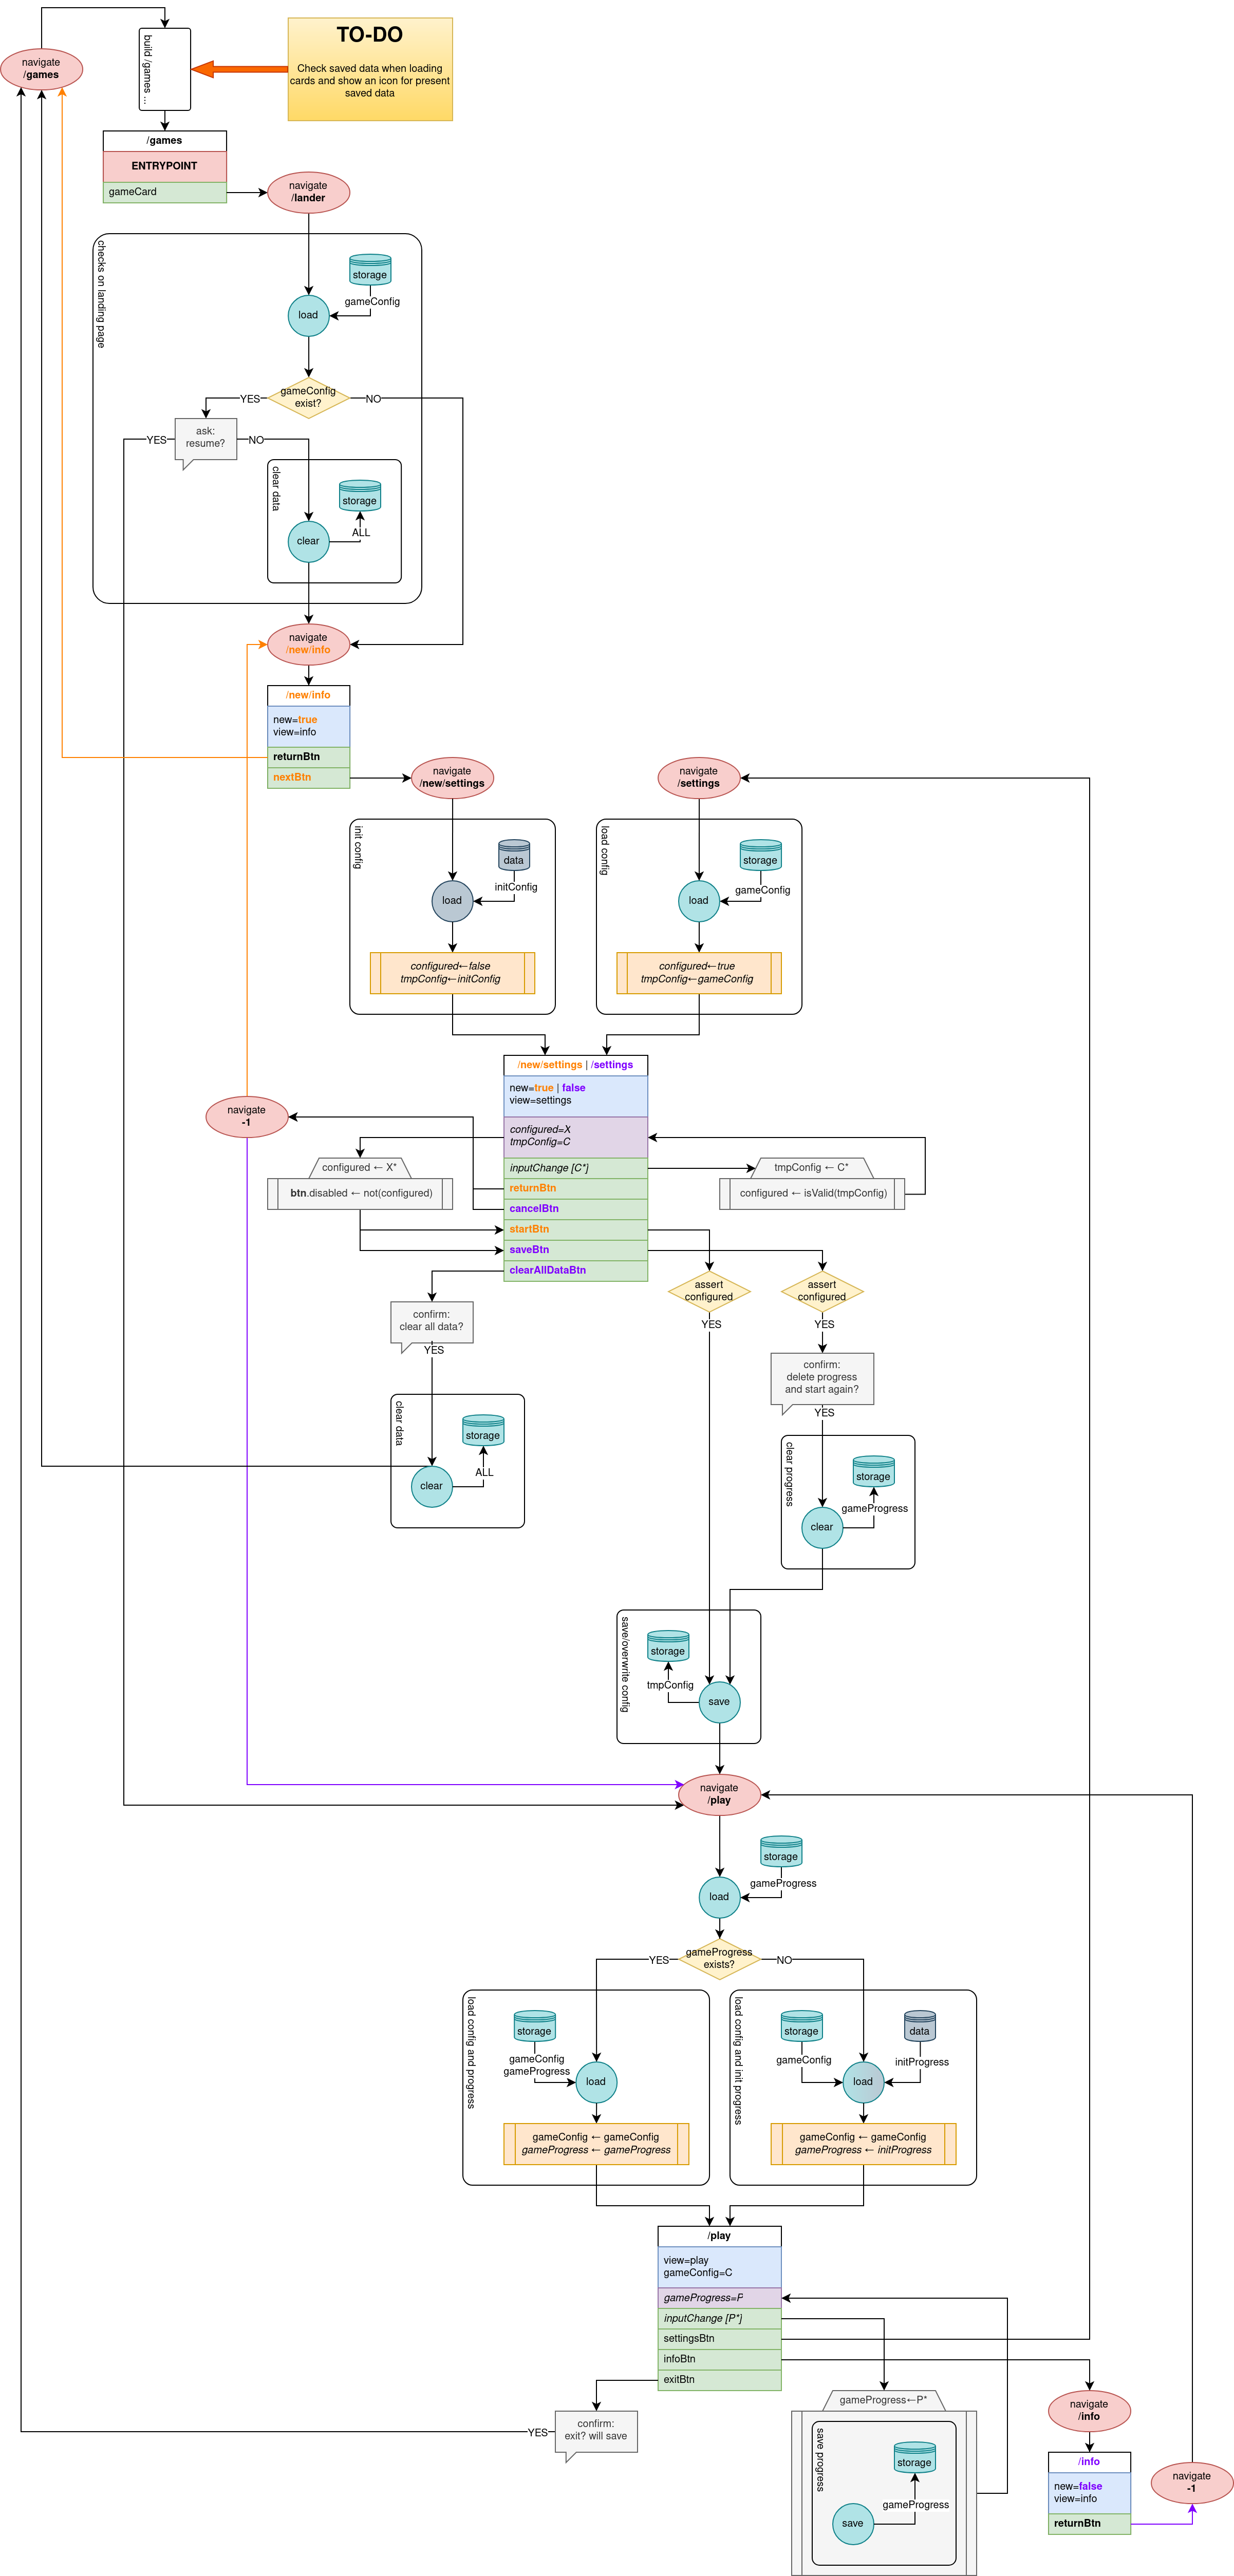 navigate
/games
build /games ...
TO-DO
Check saved data when loading
cards and show an icon for present
saved data
/games
ENTRYPOINT
gameCard
navigate
/lander
checks on landing page
storage
gameConfig
load
gameConfig
exist?
YES
NO
ask:
resume?
YES
NO
clear data
storage
ALL
clear
navigate
/new/info
/new/info
new=true
view=info
returnBtn
nextBtn
navigate
/new/settings
navigate
/settings
init config
data
initConfig
load
configured←false
tmpConfig←initConfig
load config
storage
gameConfig
load
configured←true
tmpConfig←gameConfig
/new/settings | /settings
new=true | false
view=settings
configured=X
tmpConfig=C
inputChange [C*]
returnBtn
cancelBtn
startBtn
saveBtn
clearAllDataBtn
navigate
-1
configured ← X*
btn.disabled ← not(configured)
tmpConfig ← C*
configured ← isValid(tmpConfig)
assert
configured
YES
assert
configured
YES
confirm:
clear all data?
YES
confirm:
delete progress
and start again?
YES
clear data
storage
ALL
clear
clear progress
storage
gameProgress
clear
save/overwrite config
storage
tmpConfig
save
navigate
/play
storage
gameProgress
load
gameProgress
exists?
YES
NO
load config and progress
storage
gameConfig
gameProgress
load
gameConfig ← gameConfig
gameProgress ← gameProgress
load config and init progress
storage
gameConfig
data
initProgress
load
gameConfig ← gameConfig
gameProgress ← initProgress
/play
view=play
gameConfig=C
gameProgress=P
inputChange [P*]
settingsBtn
infoBtn
exitBtn
confirm:
exit? will save
YES
gameProgress←P*
save progress
storage
gameProgress
save
navigate
/info
/info
new=false
view=info
returnBtn
navigate
-1